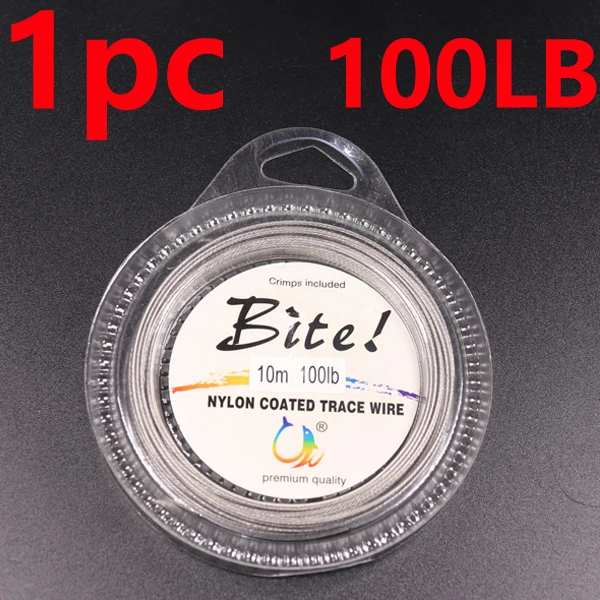 1pc 100LB
Crimps included
Bite!
10m 100lb
NYLON COATED TRACE WIRE
®
premium quality